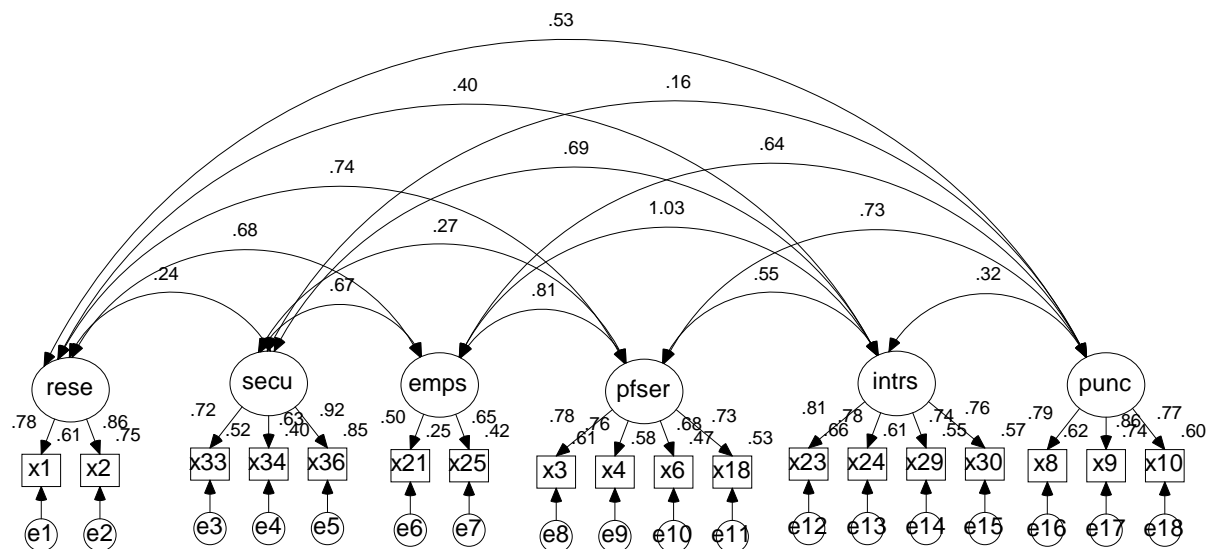 .53
.40 .16
.74 .69 .64
.68 .27 1.03 .73
.24 .67 .81 .55 .32
rese secu emps pfser intrs punc
.78 .86 .72 .63 .92 .50 .65 .78 .76 .68 .73 .81 .78 .74 .76 .79 .86 .77
.61 .75 .52 .40 .85 .25 .42 .61 .58 .47 .53 .66 .61 .55 .57 .62 .74 .60
x1 x2 x33 x34 x36 x21 x25 x3 x4 x6 x18 x23 x24 x29 x30 x8 x9 x10
e1 e2 e3 e4 e5 e6 e7 e8 e9 e10 e11 e12 e13 e14 e15 e16 e17 e18